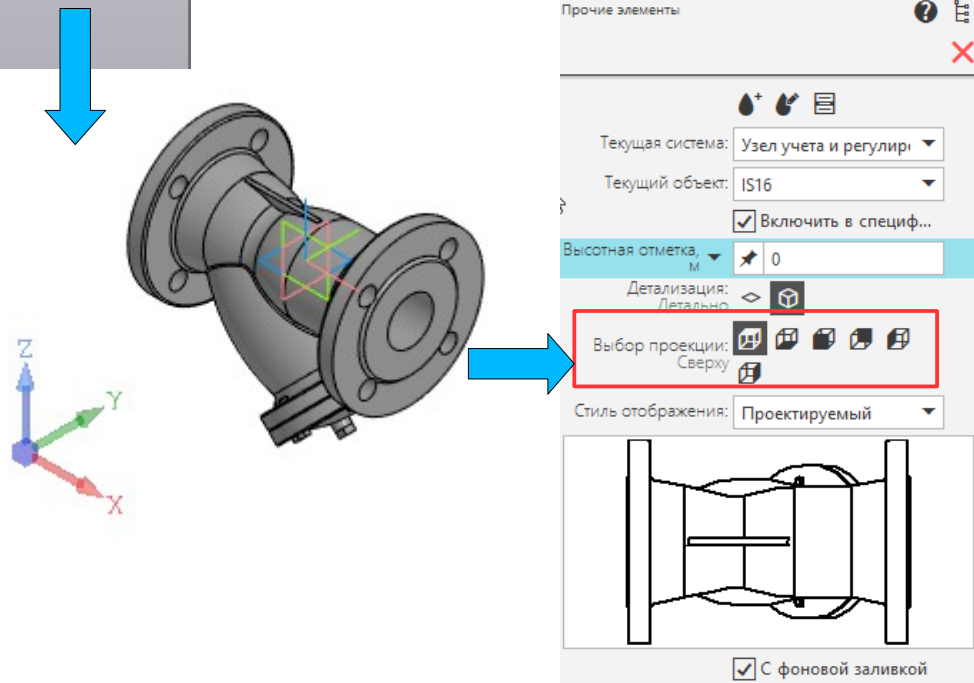 Прочие элементы
Текущая система: Узел учета и регулир
Текущий объект: IS16
Включить в специф...
Высотная отметка, м 0
Детализация:
Детально
Выбор проекции:
Сверху
Стиль отображения: Проектируемый
С фоновой заливкой
Z
Y
X